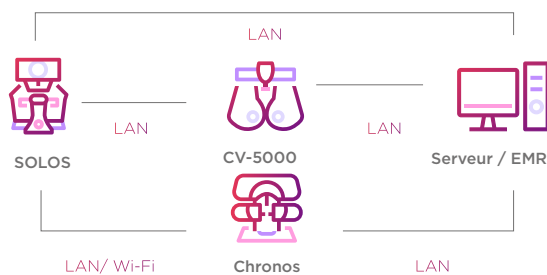 LAN
LAN
LAN
SOLOS
CV-5000
Serveur / EMR
LAN/ Wi-Fi
Chronos
LAN